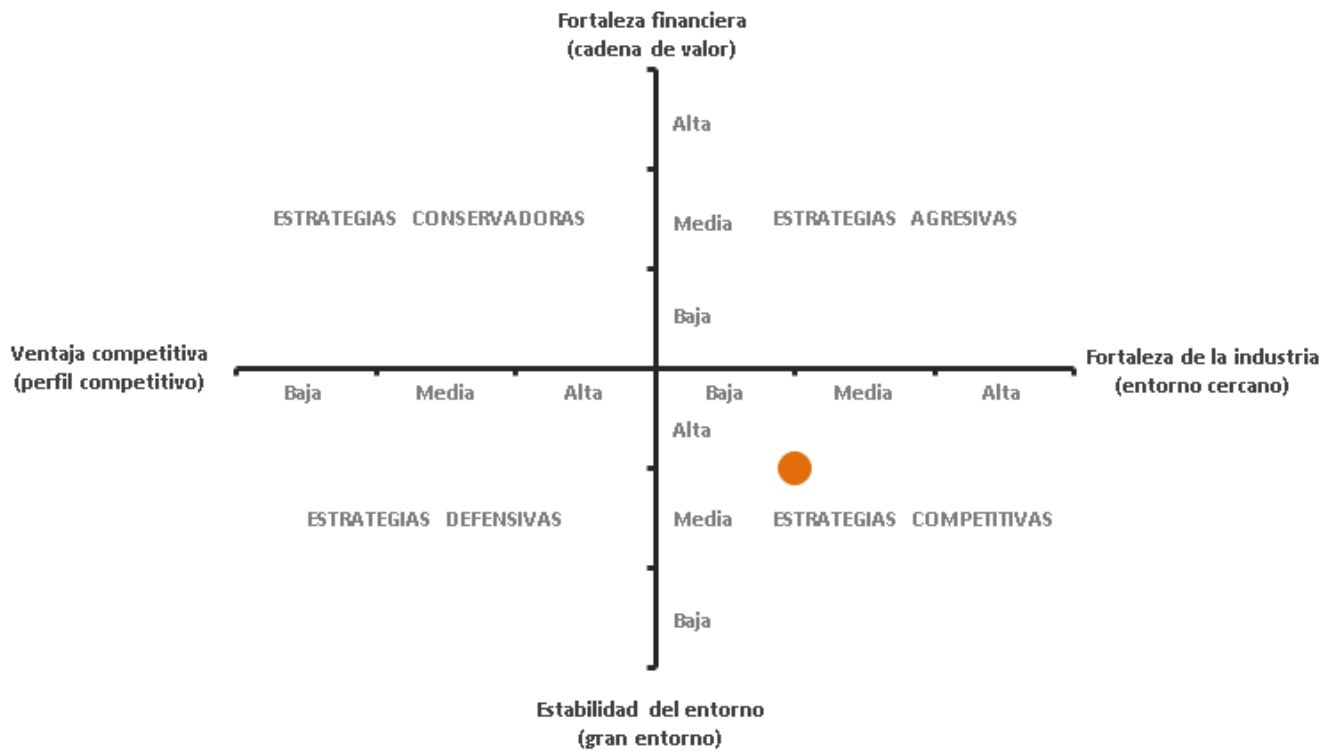 Fortaleza financiera
(cadena de valor)
Alta
ESTRATEGIAS CONSERVADORAS
Media
ESTRATEGIAS AGRESIVAS
Baja
Ventaja competitiva
(perfil competitivo)
Fortaleza de la industria
(entorno cercano)
Baja
Media
Alta
Baja
Media
Alta
Alta
ESTRATEGIAS DEFENSIVAS
Media
ESTRATEGIAS COMPETITIVAS
Baja
Estabilidad del entorno
(gran entorno)